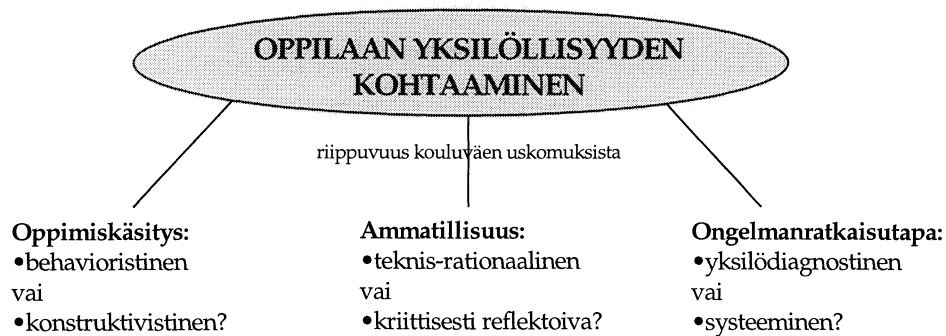 OPPILAAN YKSILÖLLISYYDEN
KOHTAAMINEN
riippuvuus kouluväen uskomuksista
Oppimiskäsitys:
•behavioristinen
vai
•konstruktivistinen?
Ammatillisuus:
•teknis-rationaalinen
vai
•kriittisesti reflektoiva?
Ongelmanratkaisutapa:
•yksilödiagnostinen
vai
•systeeminen?